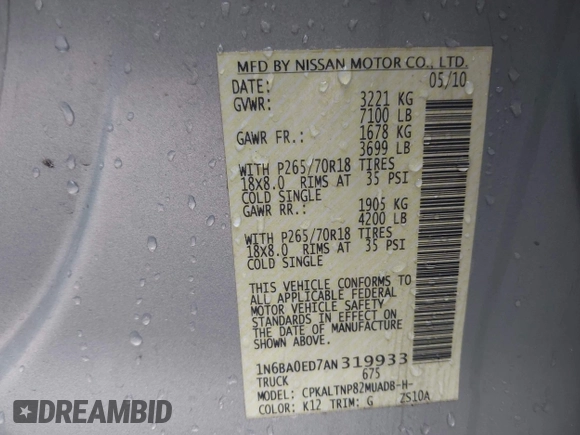 MFD BY NISSAN MOTOR CO., LTD.
DATE: 05/10
GVWR: 3221 KG
7100 LB
GAWR FR.: 1678 KG
3699 LB
WITH P265/70R18 TIRES
18X8.0 RIMS AT 35 PSI
COLD SINGLE
GAWR RR.: 1905 KG
4200 LB
WITH P265/70R18 TIRES
18X8.0 RIMS AT 35 PSI
COLD SINGLE
THIS VEHICLE CONFORMS TO
ALL APPLICABLE FEDERAL
MOTOR VEHICLE SAFETY
STANDARDS IN EFFECT ON
THE DATE OF MANUFACTURE
1N6BA0ED7AN319933
TRUCK 675
MODEL: CPKALTNP82MUADB-H-
COLOR: K12 TRIM: G ZS10A
DEALERS AUCTION PRICES